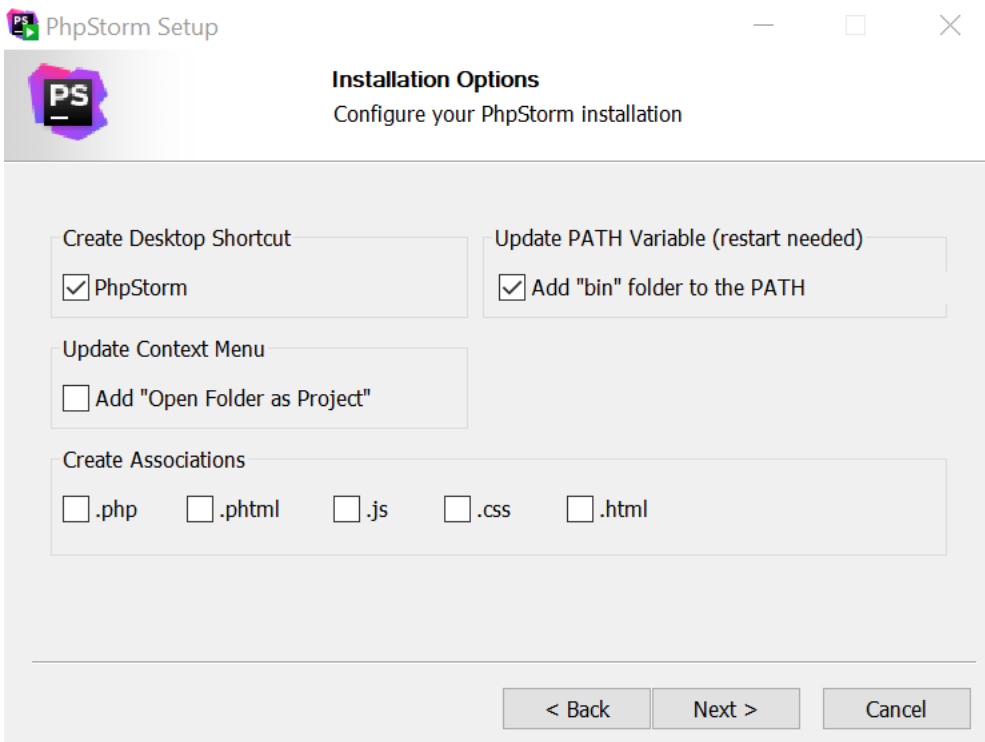 PhpStorm Setup
PS
Installation Options
Configure your PhpStorm installation
Create Desktop Shortcut
PhpStorm
Update PATH Variable (restart needed)
Add "bin" folder to the PATH
Update Context Menu
Add "Open Folder as Project"
Create Associations
.php .phtml .js .css .html
< Back Next > Cancel